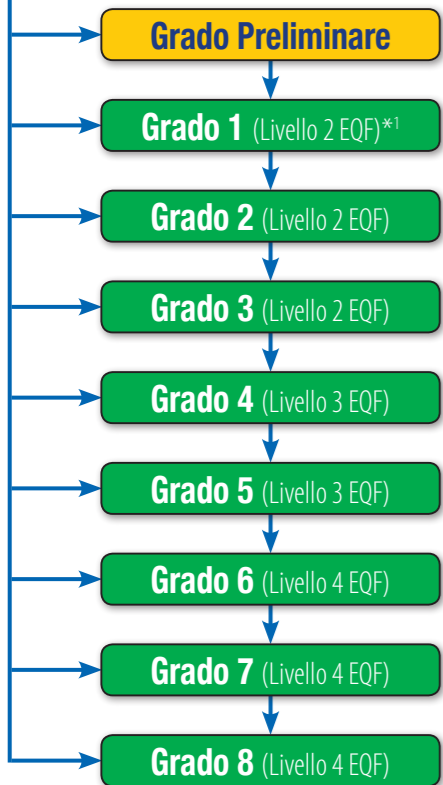 Grado Preliminare
Grado 1 (Livello 2 EQF)*¹
Grado 2 (Livello 2 EQF)
Grado 3 (Livello 2 EQF)
Grado 4 (Livello 3 EQF)
Grado 5 (Livello 3 EQF)
Grado 6 (Livello 4 EQF)
Grado 7 (Livello 4 EQF)
Grado 8 (Livello 4 EQF)